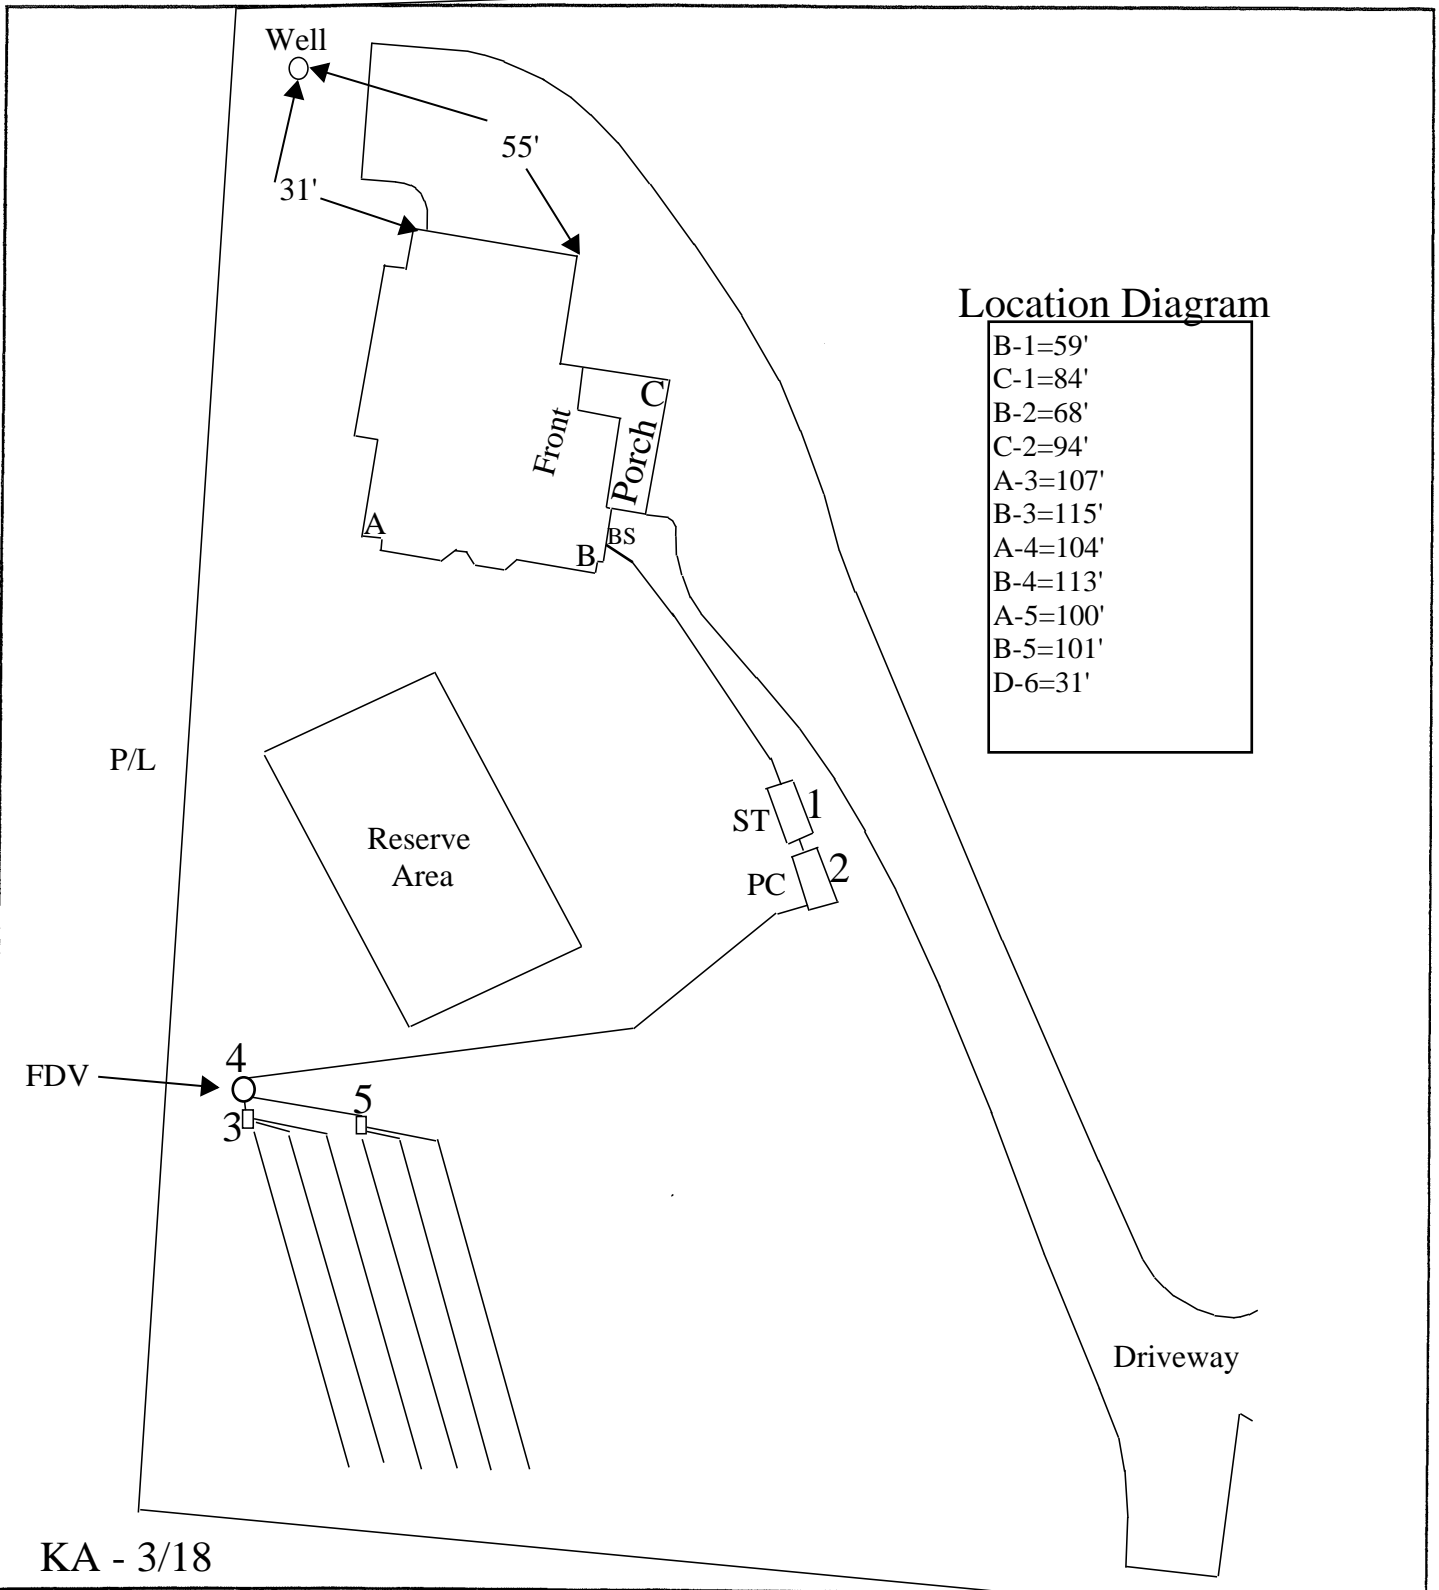 Well
55'
31'
Location Diagram
B-1=59'
C-1=84'
B-2=68'
C-2=94'
A-3=107'
B-3=115'
A-4=104'
B-4=113'
A-5=100'
B-5=101'
D-6=31'
C
Front
Porch
A
B
BS
P/L
Reserve
Area
ST
1
PC
2
4
FDV
5
3
Driveway
KA - 3/18